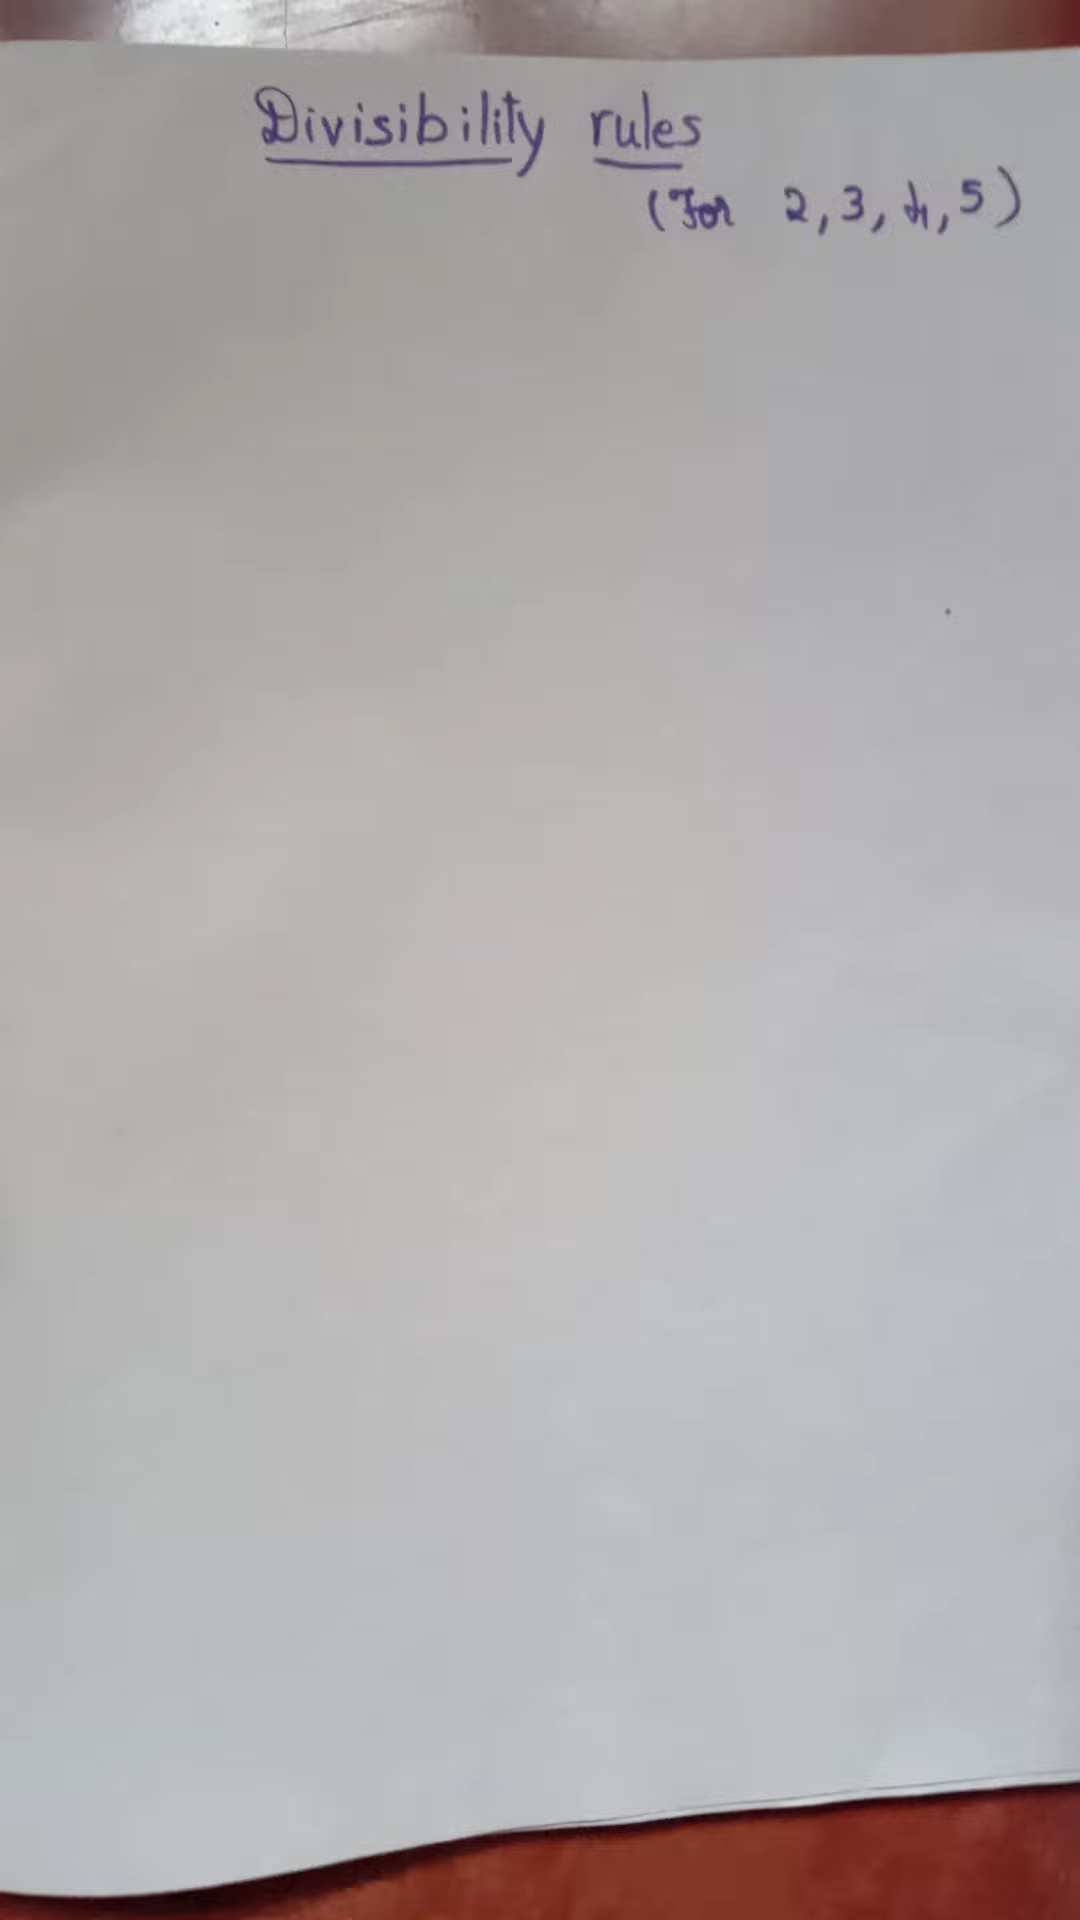 Divisibility rules
(For 2, 3, 4, 5)